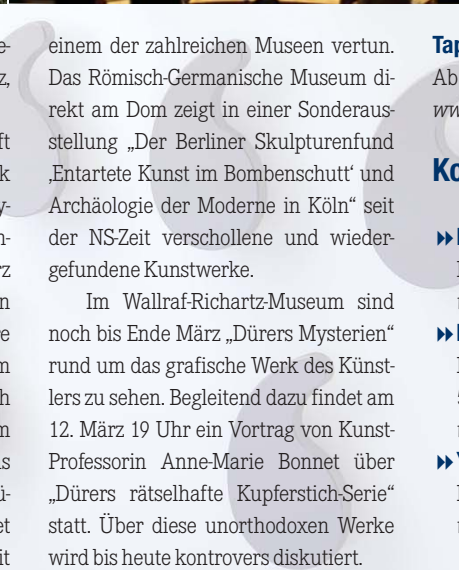 einem der zahlreichen Museen vertun.
Das Römisch-Germanische Museum di-
rekt am Dom zeigt in einer Sonderaus-
stellung „Der Berliner Skulpturenfund
‚Entartete Kunst im Bombenschutt‘ und
Archäologie der Moderne in Köln“ seit
der NS-Zeit verschollene und wieder-
gefundene Kunstwerke.
Im Wallraf-Richartz-Museum sind
noch bis Ende März „Dürers Mysterien“
rund um das grafische Werk des Künst-
lers zu sehen. Begleitend dazu findet am
12. März 19 Uhr ein Vortrag von Kunst-
Professorin Anne-Marie Bonnet über
„Dürers rätselhafte Kupferstich-Serie“
statt. Über diese unorthodoxen Werke
wird bis heute kontrovers diskutiert.
Ab